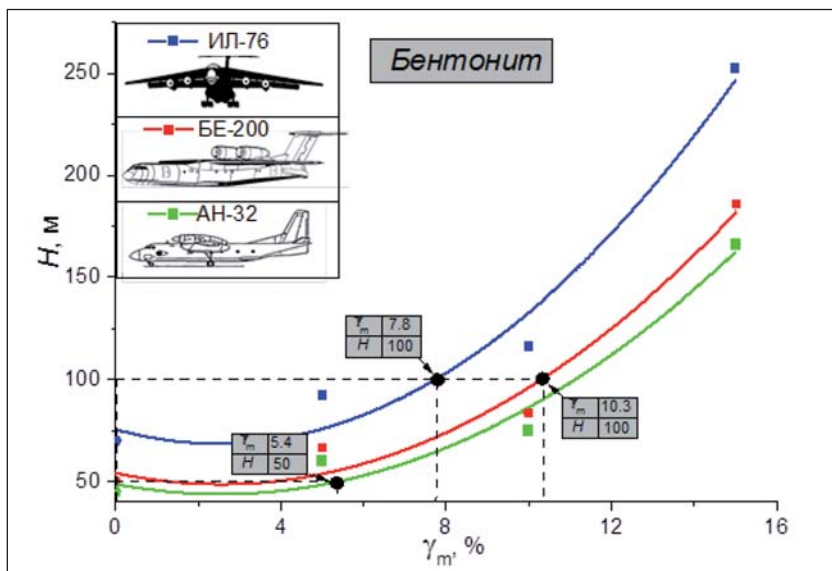 ИЛ-76
БЕ-200
АН-32
Бентонит
H, м
250
200
150
100
50
0
4
8
12
16
γm, %
γm 7.8
H 100
γm 5.4
H 50
γm 10.3
H 100